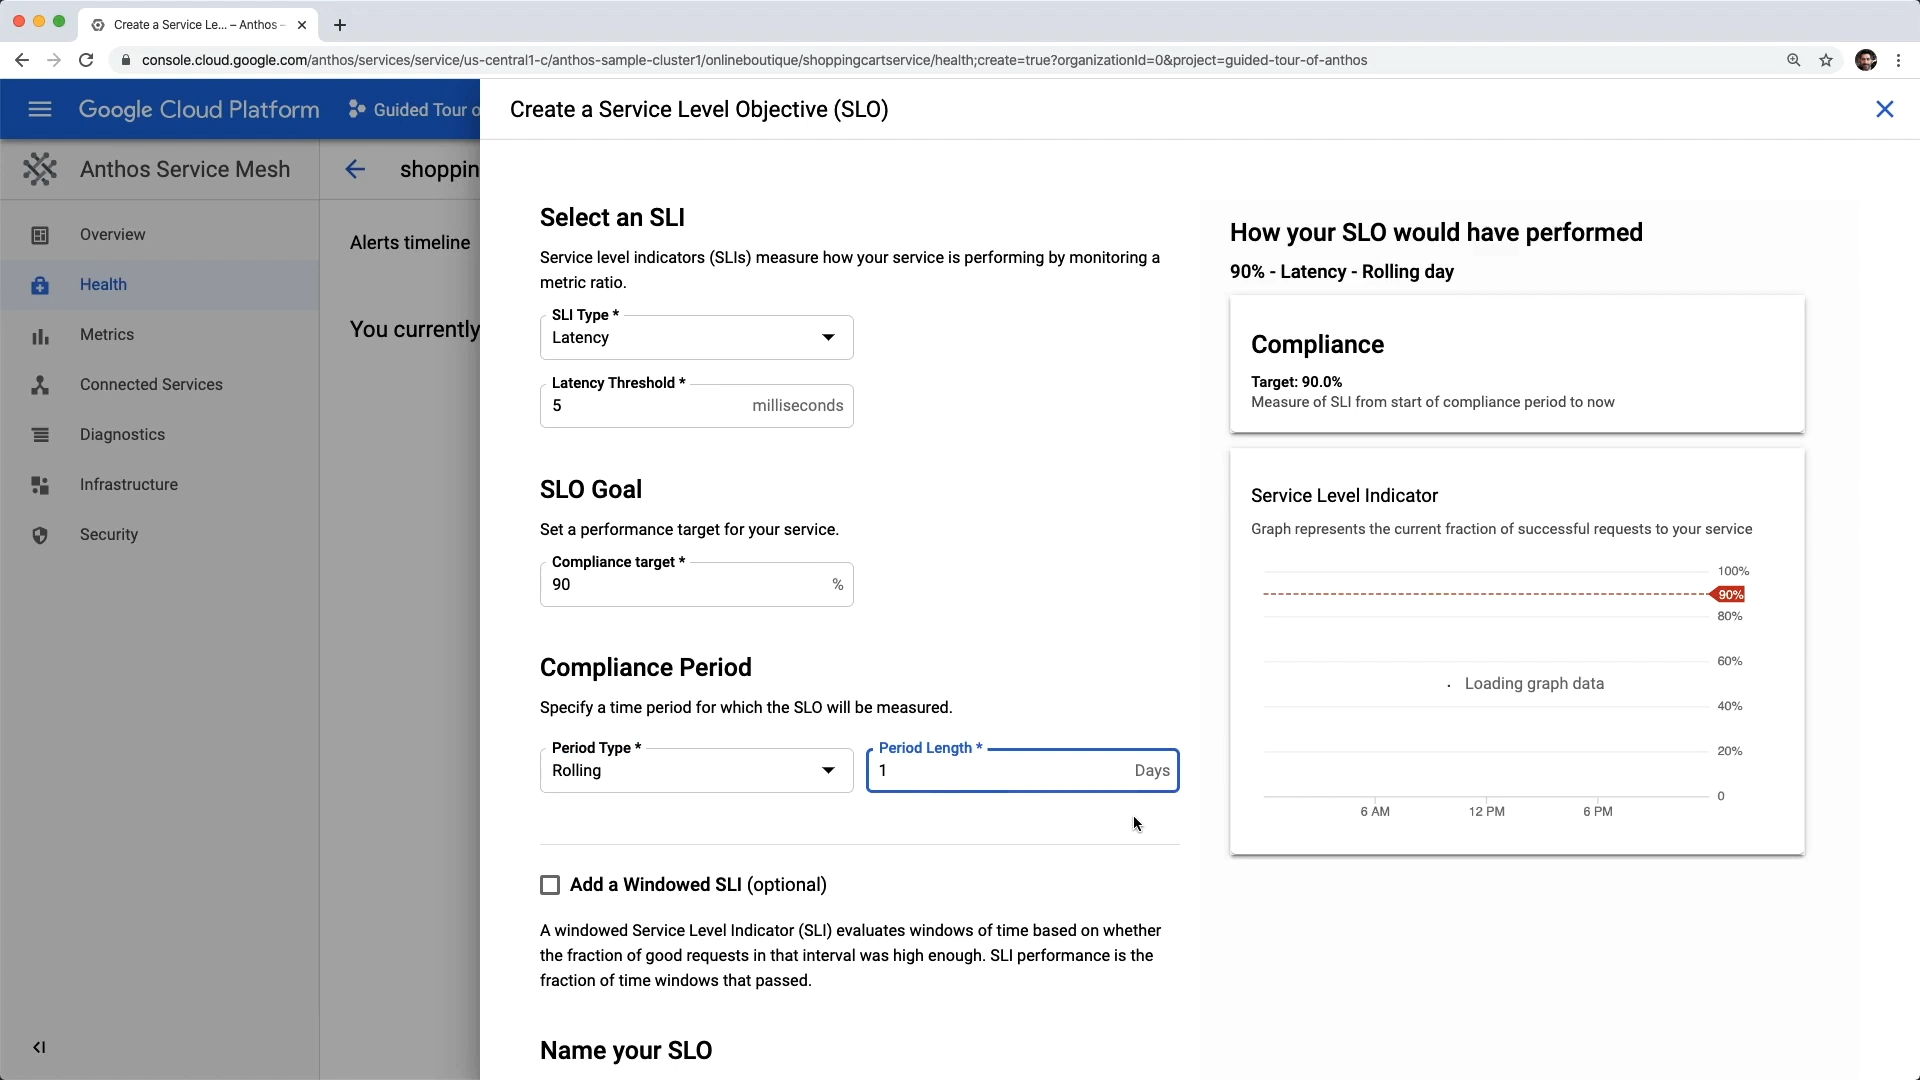 Create a Service Le... – Anthos –
console.cloud.google.com/anthos/services/service/us-central1-c/anthos-sample-cluster1/onlineboutique/shoppingcartservice/health;create=true?organizationId=0&project=guided-tour-of-anthos
Google Cloud Platform
Guided Tour o
Create a Service Level Objective (SLO)
Anthos Service Mesh
shoppin
Overview
Health
Metrics
Connected Services
Diagnostics
Infrastructure
Security
Alerts timeline
You currently
Select an SLI
Service level indicators (SLIs) measure how your service is performing by monitoring a
metric ratio.
SLI Type *
Latency
Latency Threshold *
5 milliseconds
SLO Goal
Set a performance target for your service.
Compliance target *
90 %
Compliance Period
Specify a time period for which the SLO will be measured.
Period Type *
Rolling
Period Length *
1 Days
Add a Windowed SLI (optional)
A windowed Service Level Indicator (SLI) evaluates windows of time based on whether
the fraction of good requests in that interval was high enough. SLI performance is the
fraction of time windows that passed.
Name your SLO
How your SLO would have performed
90% - Latency - Rolling day
Compliance
Target: 90.0%
Measure of SLI from start of compliance period to now
Service Level Indicator
Graph represents the current fraction of successful requests to your service
100%
90%
80%
60%
Loading graph data
40%
20%
0
6 AM 12 PM 6 PM